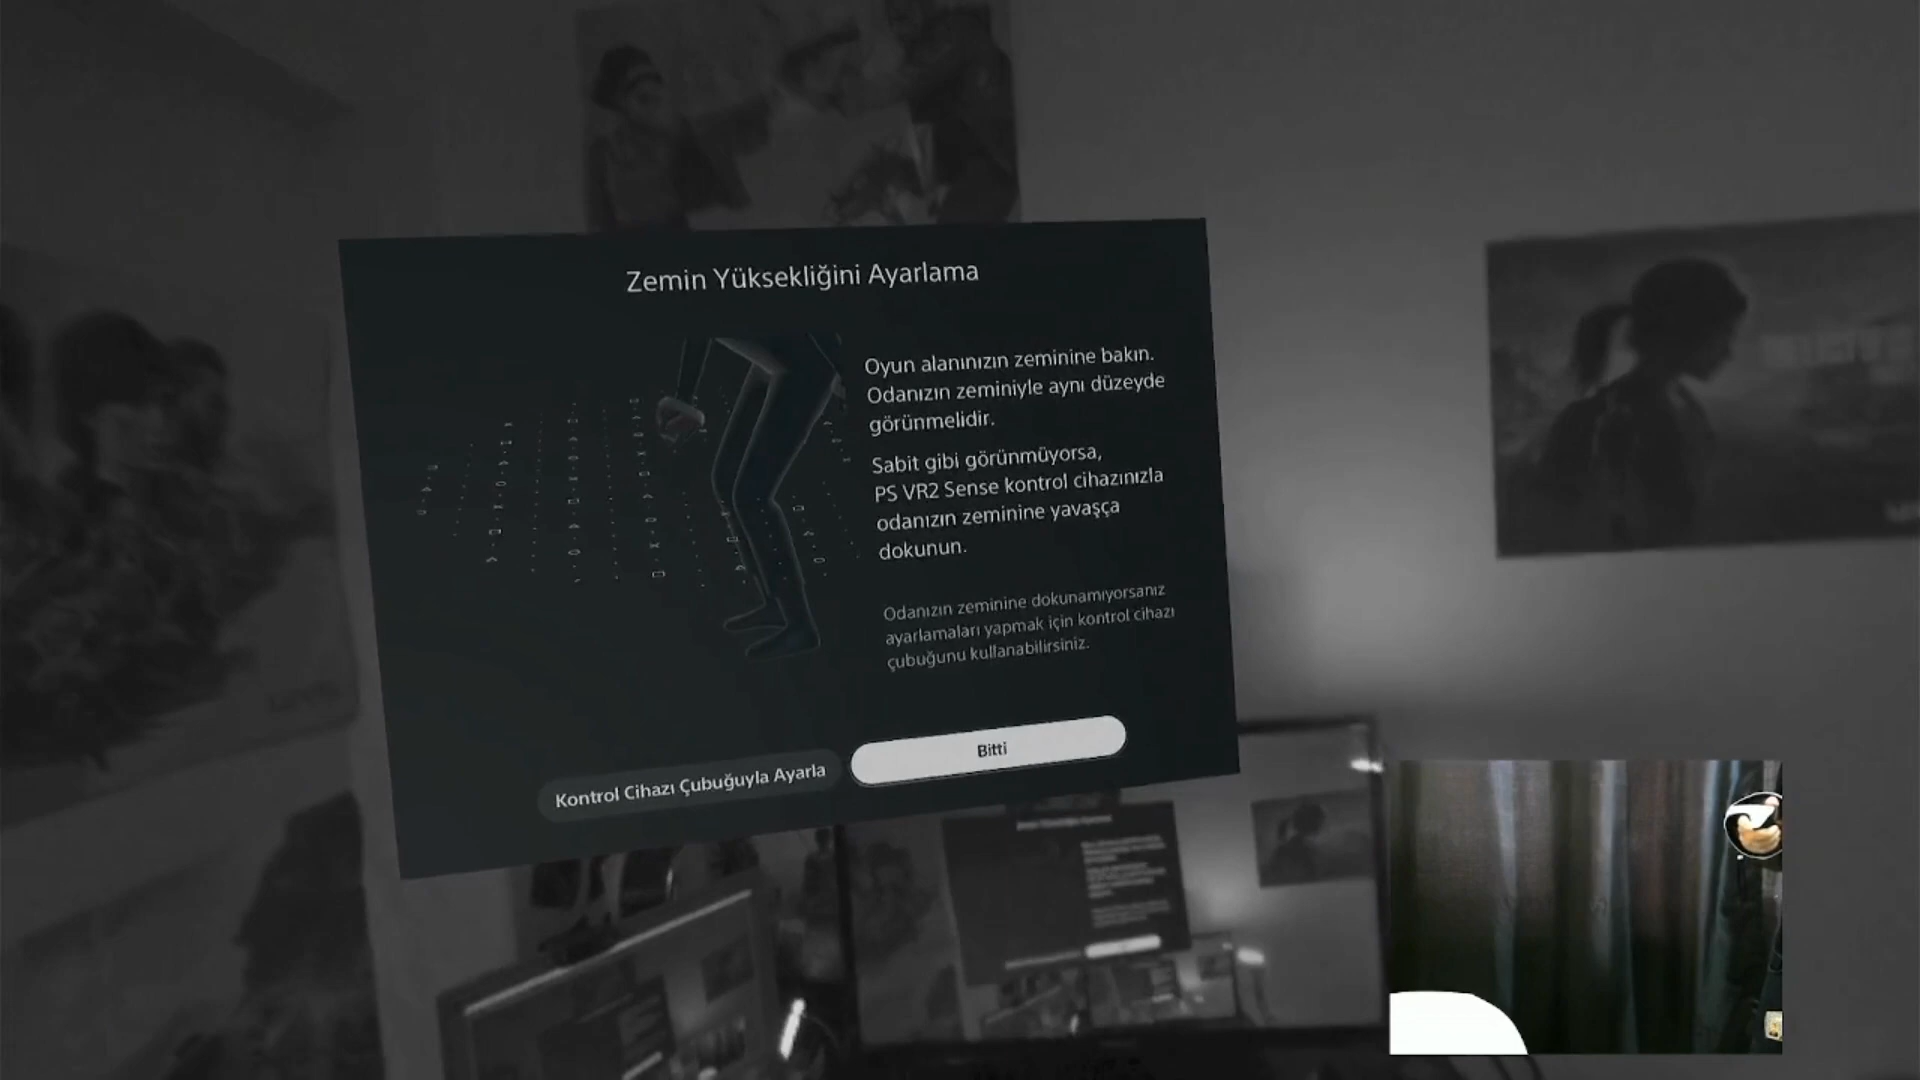 Zemin Yüksekliğini Ayarlama
Oyun alanınızın zeminine bakın.
Odanızın zeminiyle aynı düzeyde
görünmelidir.
Sabit gibi görünmüyorsa,
PS VR2 Sense kontrol cihazınızla
odanızın zeminine yavaşça
dokunun.
Odanızın zeminine dokunamıyorsanız
ayarlamaları yapmak için kontrol cihazı
çubuğunu kullanabilirsiniz.
Kontrol Cihazı Çubuğuyla Ayarla
Bitti